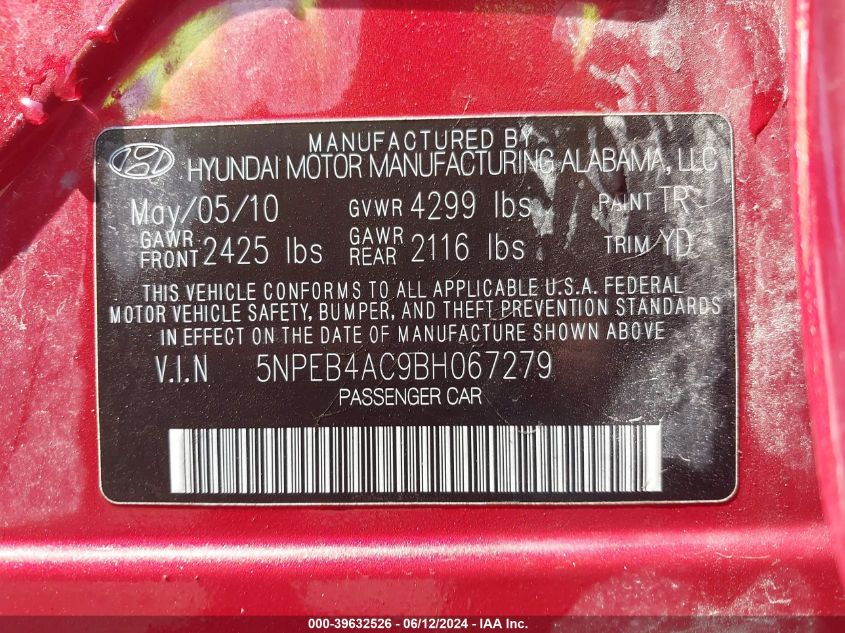 MANUFACTURED BY
HYUNDAI MOTOR MANUFACTURING ALABAMA, LLC
May/05/10 GVWR 4299 lbs PAINT TR
GAWR FRONT 2425 lbs GAWR REAR 2116 lbs TRIM YD
THIS VEHICLE CONFORMS TO ALL APPLICABLE U.S.A. FEDERAL
MOTOR VEHICLE SAFETY, BUMPER, AND THEFT PREVENTION STANDARDS
IN EFFECT ON THE DATE OF MANUFACTURE SHOWN ABOVE
V.I.N 5NPEB4AC9BH067279
PASSENGER CAR
000-39632526 - 06/12/2024 - IAA Inc.